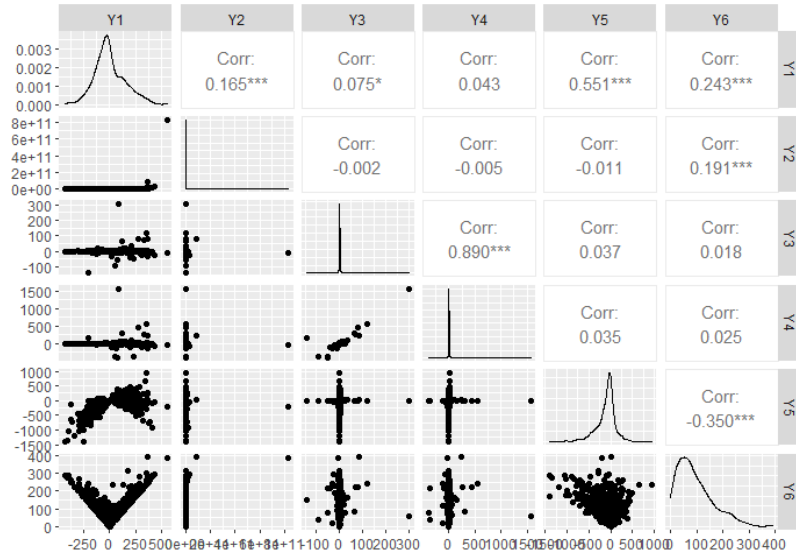 Y1 Y2 Y3 Y4 Y5 Y6
0.003
0.002
0.001
0.000
Corr:
0.165***
Corr:
0.075*
Corr:
0.043
Corr:
0.551***
Corr:
0.243***
Y1
8e+11
6e+11
4e+11
2e+11
0e+00
Corr:
-0.002
Corr:
-0.005
Corr:
-0.011
Corr:
0.191***
Y2
300
200
100
0
-100
Corr:
0.890***
Corr:
0.037
Corr:
0.018
Y3
1500
1000
500
0
Corr:
0.035
Corr:
0.025
Y4
1000
500
0
-500
-1000
-1500
Corr:
-0.350***
Y5
400
300
200
100
0
Y6
-250 0 250 500
-100 0 100 200 300
0 500 1000 1500
-500 0 500 1000
0 100 200 300 400